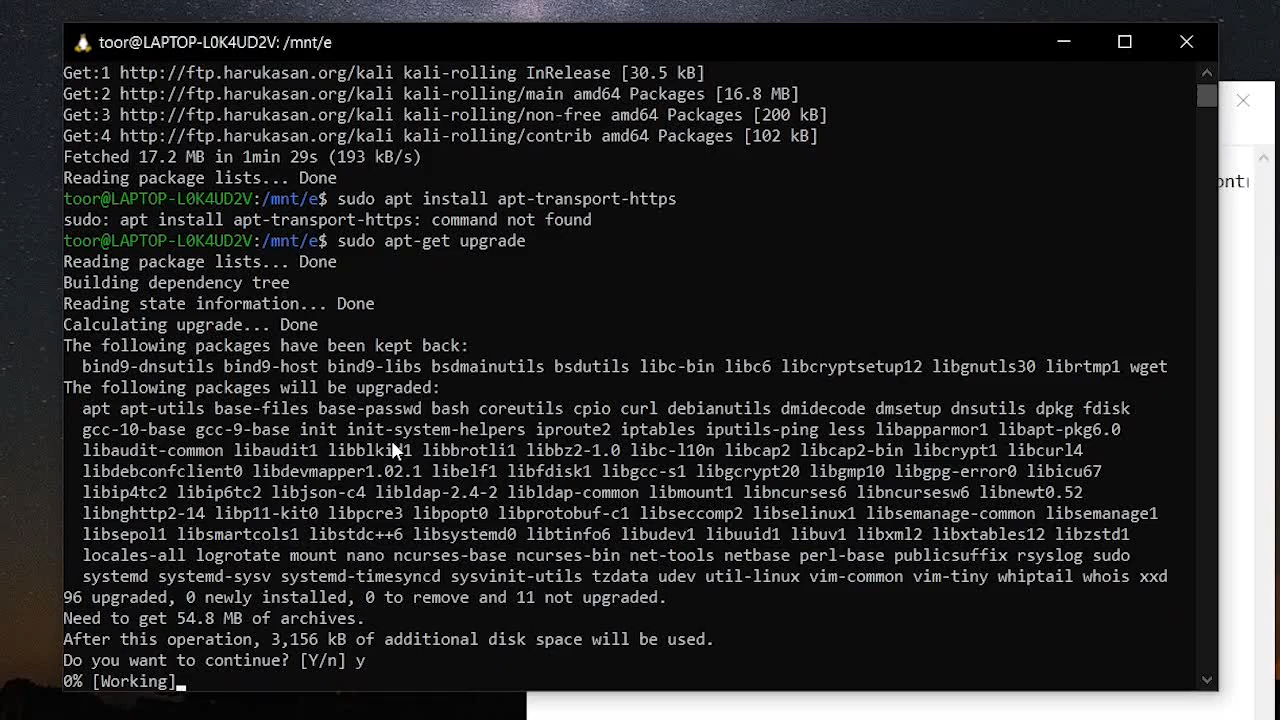 toor@LAPTOP-L0K4UD2V: /mnt/e
Get:1 http://ftp.harukasan.org/kali kali-rolling InRelease [30.5 kB]
Get:2 http://ftp.harukasan.org/kali kali-rolling/main amd64 Packages [16.8 MB]
Get:3 http://ftp.harukasan.org/kali kali-rolling/non-free amd64 Packages [200 kB]
Get:4 http://ftp.harukasan.org/kali kali-rolling/contrib amd64 Packages [102 kB]
Fetched 17.2 MB in 1min 29s (193 kB/s)
Reading package lists... Done
toor@LAPTOP-L0K4UD2V:/mnt/e$ sudo apt install apt-transport-https
sudo: apt install apt-transport-https: command not found
toor@LAPTOP-L0K4UD2V:/mnt/e$ sudo apt-get upgrade
Reading package lists... Done
Building dependency tree
Reading state information... Done
Calculating upgrade... Done
The following packages have been kept back:
bind9-dnsutils bind9-host bind9-libs bsdmainutils bsdutils libc-bin libc6 libcryptsetup12 libgnutls30 librtmp1 wget
The following packages will be upgraded:
apt apt-utils base-files base-passwd bash coreutils cpio curl debianutils dmidecode dmsetup dnsutils dpkg fdisk
gcc-10-base gcc-9-base init init-system-helpers iproute2 iptables iputils-ping less libapparmor1 libapt-pkg6.0
libaudit-common libaudit1 libblkid1 libbrotli1 libbz2-1.0 libc-l10n libcap2 libcap2-bin libcrypt1 libcurl4
libdebconfclient0 libdevmapper1.02.1 libelf1 libfdisk1 libgcc-s1 libgcrypt20 libgmp10 libgpg-error0 libicu67
libip4tc2 libip6tc2 libjson-c4 libldap-2.4-2 libldap-common libmount1 libncurses6 libncursesw6 libnewt0.52
libnghttp2-14 libp11-kit0 libpcre3 libpopt0 libprotobuf-c1 libseccomp2 libselinux1 libsemanage-common libsemanage1
libsepol1 libsmartcols1 libstdc++6 libsystemd0 libtinfo6 libudev1 libuuid1 libuv1 libxml2 libxtables12 libzstd1
locales-all logrotate mount nano ncurses-base ncurses-bin net-tools netbase perl-base publicsuffix rsyslog sudo
systemd systemd-sysv systemd-timesyncd sysvinit-utils tzdata udev util-linux vim-common vim-tiny whiptail whois xxd
96 upgraded, 0 newly installed, 0 to remove and 11 not upgraded.
Need to get 54.8 MB of archives.
After this operation, 3,156 kB of additional disk space will be used.
Do you want to continue? [Y/n] y
0% [Working]